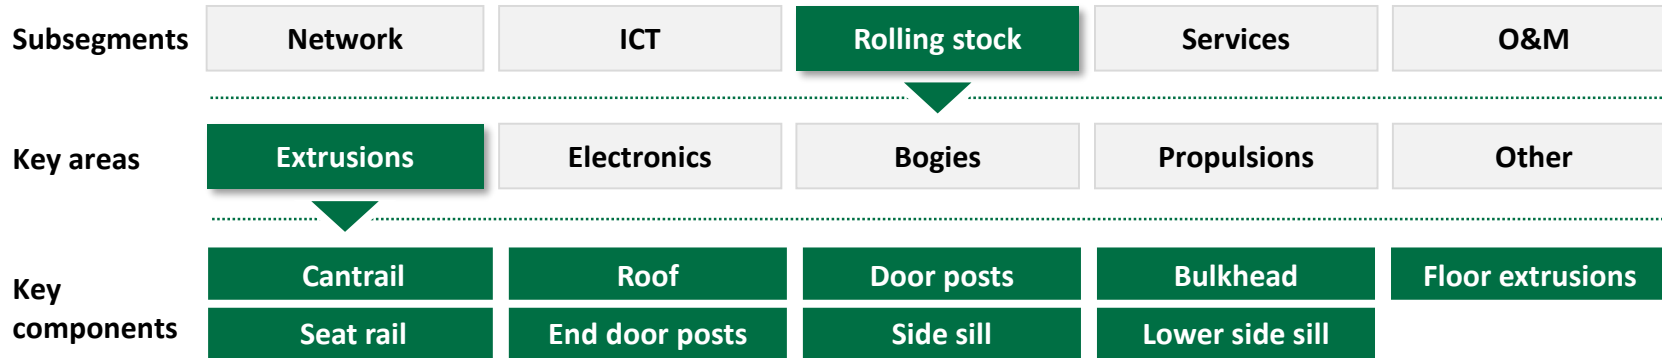 Subsegments Network ICT Rolling stock Services O&M
Key areas Extrusions Electronics Bogies Propulsions Other
Key components
Cantrail Roof Door posts Bulkhead Floor extrusions
Seat rail End door posts Side sill Lower side sill